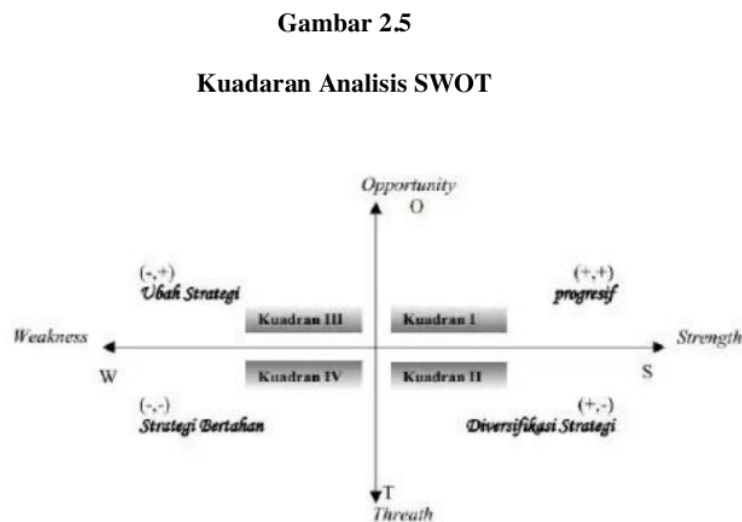 Gambar 2.5
Kuadaran Analisis SWOT
Opportunity
O
(-,+)
Ubah Strategi
(+,+)
progresif
Kuadran III
Kuadran I
Weakness
Strength
W
S
Kuadran IV
Kuadran II
(-,-)
Strategi Bertahan
(+,-)
Diversifikasi Strategi
T
Threath